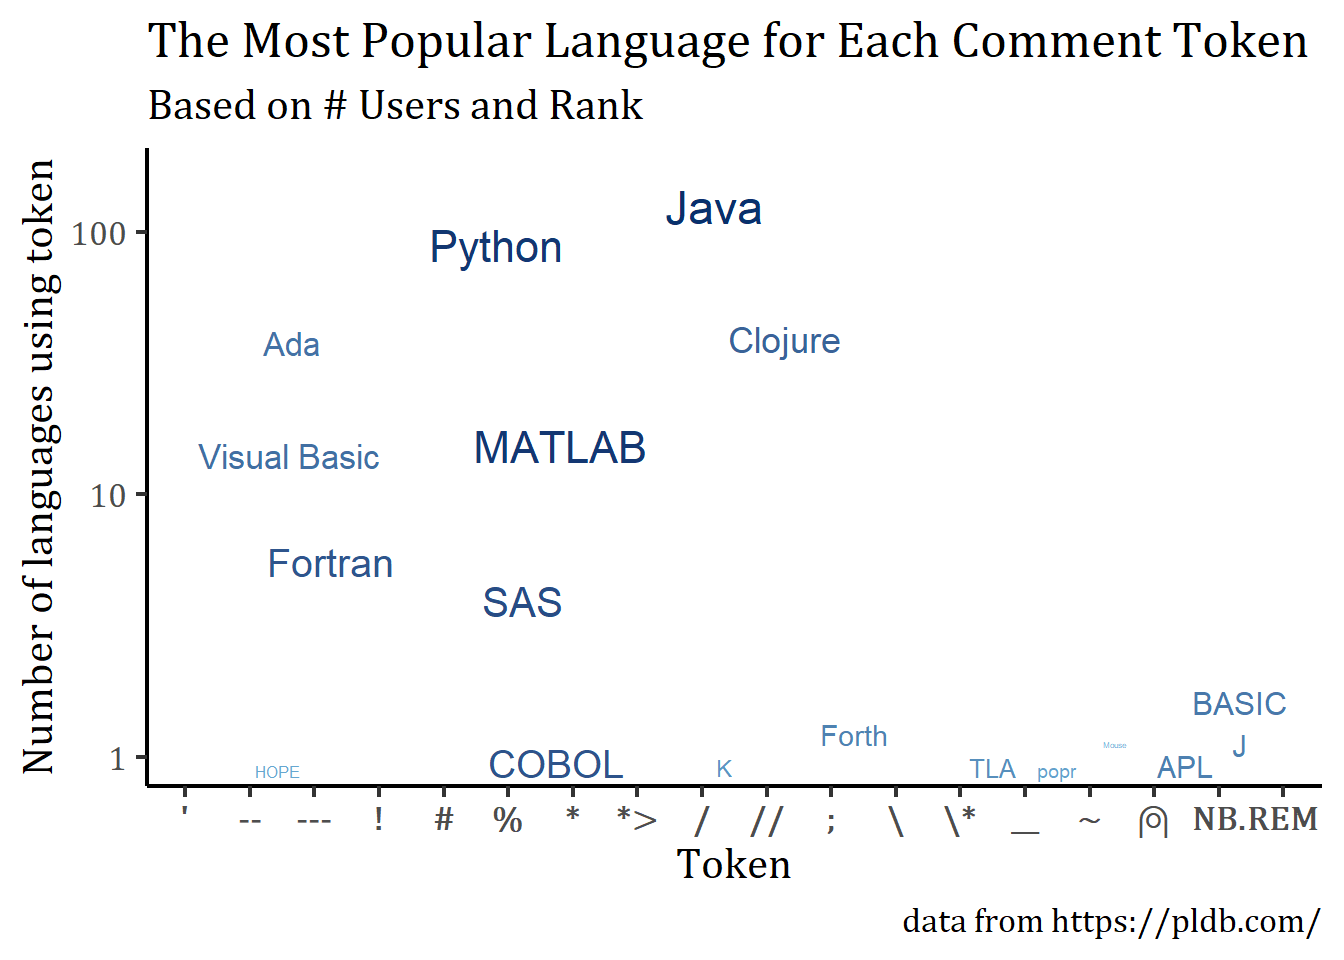 The Most Popular Language for Each Comment Token
Based on # Users and Rank
Number of languages using token
100
10
1
Java
Python
Ada
Clojure
MATLAB
Visual Basic
Fortran
SAS
BASIC
Forth
J
Mouse
COBOL
K
TLA
popr
APL
HOPE
' -- --- ! # % * *> / // ; \ \* __ ~ ⍝ NB. REM
Token
data from https://pldb.com/